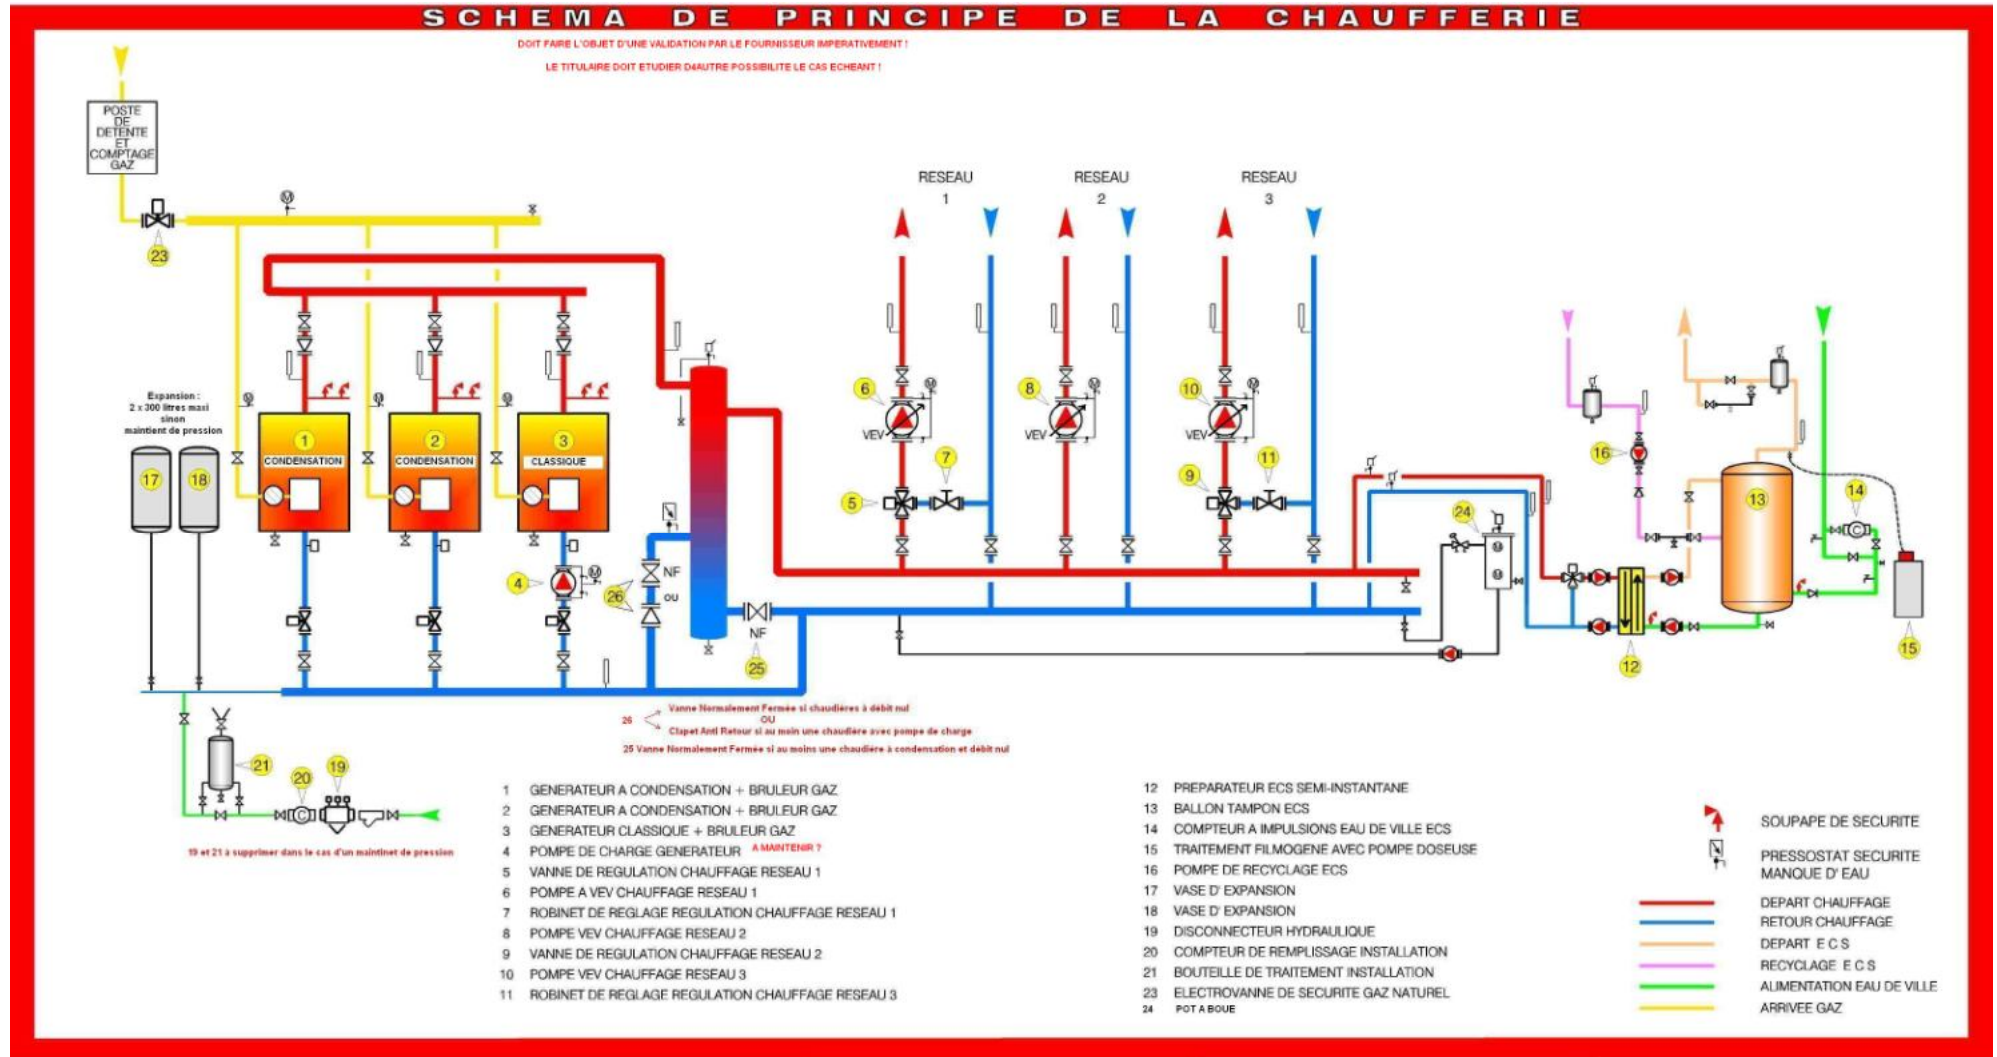 SCHEMA DE PRINCIPE DE LA CHAUFFERIE
DOIT FAIRE L'OBJET D'UNE VALIDATION PAR LE FOURNISSEUR IMPERATIVEMENT !
LE TITULAIRE DOIT ETUDIER D4AUTRE POSSIBILITE LE CAS ECHEANT !
POSTE
DE
DETENTE
ET
COMPTAGE
GAZ
M
23
RESEAU
1
RESEAU
2
RESEAU
3
Expansion :
2 x 300 litres maxi
sinon
maintient de pression
17
18
M
M
M
1
CONDENSATION
2
CONDENSATION
3
CLASSIQUE
4
M
26
NF
OU
NF
25
6
M
VEV
8
M
VEV
10
M
VEV
5
7
9
11
24
M
M
16
13
14
C
12
15
21
20
19
C
19 et 21 à supprimer dans le cas d'un maintinet de pression
26
Vanne Normalement Fermée si chaudières à débit nul
OU
Clapet Anti Retour si au moin une chaudière avec pompe de charge
25 Vanne Normalement Fermée si au moins une chaudière à condensation et débit nul
1 GENERATEUR A CONDENSATION + BRULEUR GAZ
2 GENERATEUR A CONDENSATION + BRULEUR GAZ
3 GENERATEUR CLASSIQUE + BRULEUR GAZ
4 POMPE DE CHARGE GENERATEUR A MAINTENIR ?
5 VANNE DE REGULATION CHAUFFAGE RESEAU 1
6 POMPE A VEV CHAUFFAGE RESEAU 1
7 ROBINET DE REGLAGE REGULATION CHAUFFAGE RESEAU 1
8 POMPE VEV CHAUFFAGE RESEAU 2
9 VANNE DE REGULATION CHAUFFAGE RESEAU 2
10 POMPE VEV CHAUFFAGE RESEAU 3
11 ROBINET DE REGLAGE REGULATION CHAUFFAGE RESEAU 3
12 PREPARATEUR ECS SEMI-INSTANTANE
13 BALLON TAMPON ECS
14 COMPTEUR A IMPULSIONS EAU DE VILLE ECS
15 TRAITEMENT FILMOGENE AVEC POMPE DOSEUSE
16 POMPE DE RECYCLAGE ECS
17 VASE D' EXPANSION
18 VASE D' EXPANSION
19 DISCONNECTEUR HYDRAULIQUE
20 COMPTEUR DE REMPLISSAGE INSTALLATION
21 BOUTEILLE DE TRAITEMENT INSTALLATION
23 ELECTROVANNE DE SECURITE GAZ NATUREL
24 POT A BOUE
SOUPAPE DE SECURITE
PRESSOSTAT SECURITE
MANQUE D' EAU
DEPART CHAUFFAGE
RETOUR CHAUFFAGE
DEPART E C S
RECYCLAGE E C S
ALIMENTATION EAU DE VILLE
ARRIVEE GAZ